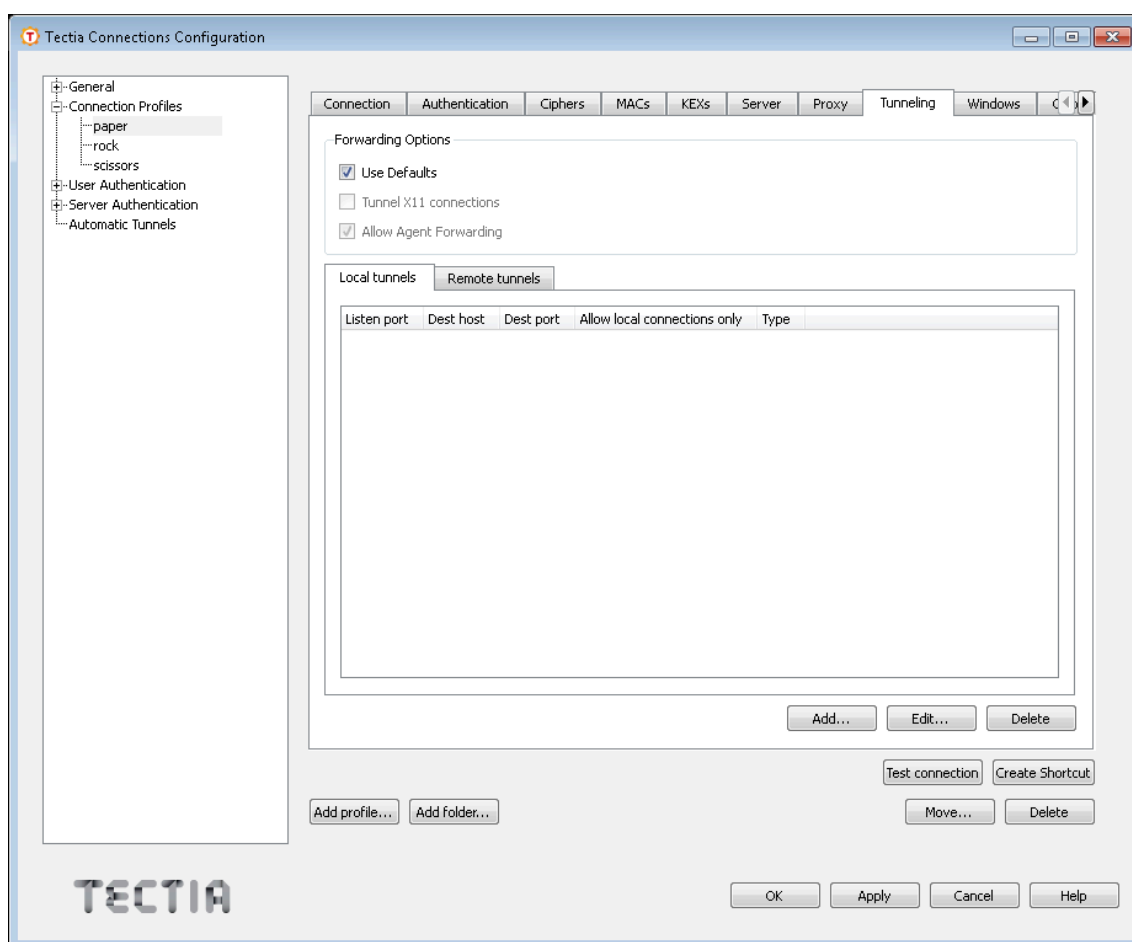 Tectia Connections Configuration
General
Connection Profiles
paper
rock
scissors
User Authentication
Server Authentication
Automatic Tunnels
Connection Authentication Ciphers MACs KEXs Server Proxy Tunneling Windows
Forwarding Options
Use Defaults
Tunnel X11 connections
Allow Agent Forwarding
Local tunnels Remote tunnels
Listen port Dest host Dest port Allow local connections only Type
Add... Edit... Delete
Test connection Create Shortcut
Add profile... Add folder... Move... Delete
TECTIA
OK Apply Cancel Help